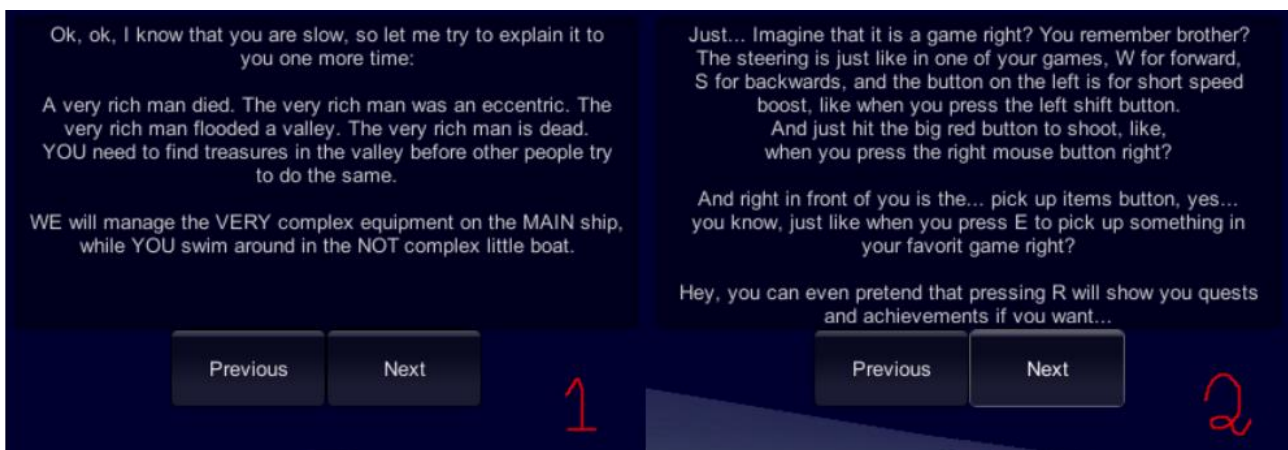 Ok, ok, I know that you are slow, so let me try to explain it to
you one more time:
A very rich man died. The very rich man was an eccentric. The
very rich man flooded a valley. The very rich man is dead.
YOU need to find treasures in the valley before other people try
to do the same.
WE will manage the VERY complex equipment on the MAIN ship,
while YOU swim around in the NOT complex little boat.
Previous
Next
1
Just... Imagine that it is a game right? You remember brother?
The steering is just like in one of your games, W for forward,
S for backwards, and the button on the left is for short speed
boost, like when you press the left shift button.
And just hit the big red button to shoot, like,
when you press the right mouse button right?
And right in front of you is the... pick up items button, yes...
you know, just like when you press E to pick up something in
your favorit game right?
Hey, you can even pretend that pressing R will show you quests
and achievements if you want...
Previous
Next
2